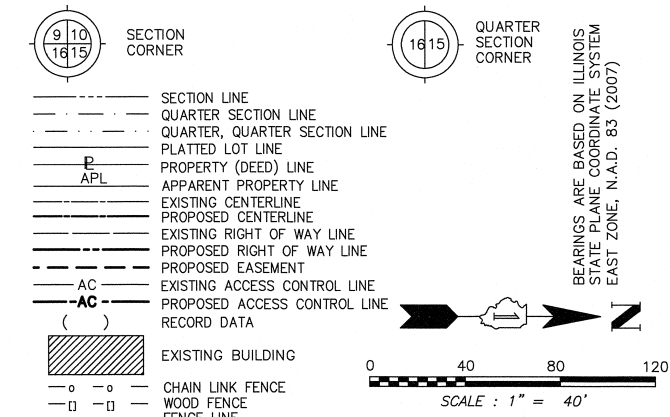 9 10
16 15
SECTION
CORNER
16 15
QUARTER
SECTION
CORNER
SECTION LINE
QUARTER SECTION LINE
QUARTER, QUARTER SECTION LINE
PLATTED LOT LINE
PL
PROPERTY (DEED) LINE
APL
APPARENT PROPERTY LINE
EXISTING CENTERLINE
PROPOSED CENTERLINE
EXISTING RIGHT OF WAY LINE
PROPOSED RIGHT OF WAY LINE
PROPOSED EASEMENT
AC EXISTING ACCESS CONTROL LINE
AC PROPOSED ACCESS CONTROL LINE
( ) RECORD DATA
EXISTING BUILDING
CHAIN LINK FENCE
WOOD FENCE
FENCE LINE
BEARINGS ARE BASED ON ILLINOIS
STATE PLANE COORDINATE SYSTEM
EAST ZONE, N.A.D. 83 (2007)
N
0 40 80 120
SCALE : 1" = 40'